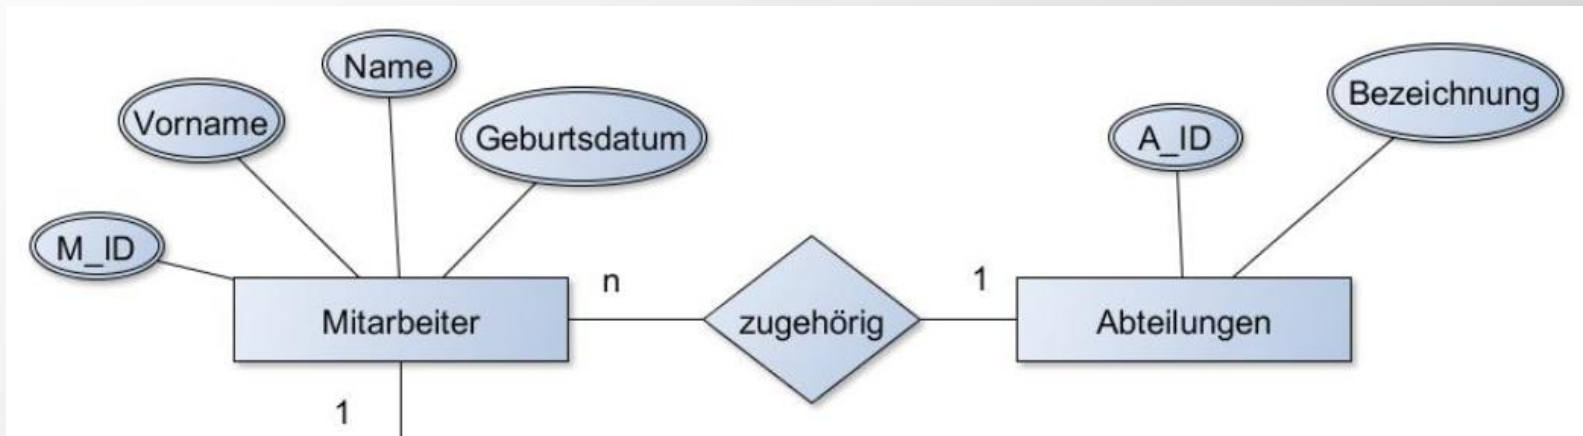 Name
Vorname
Geburtsdatum
M_ID
A_ID
Bezeichnung
Mitarbeiter
n
zugehörig
1
Abteilungen
1